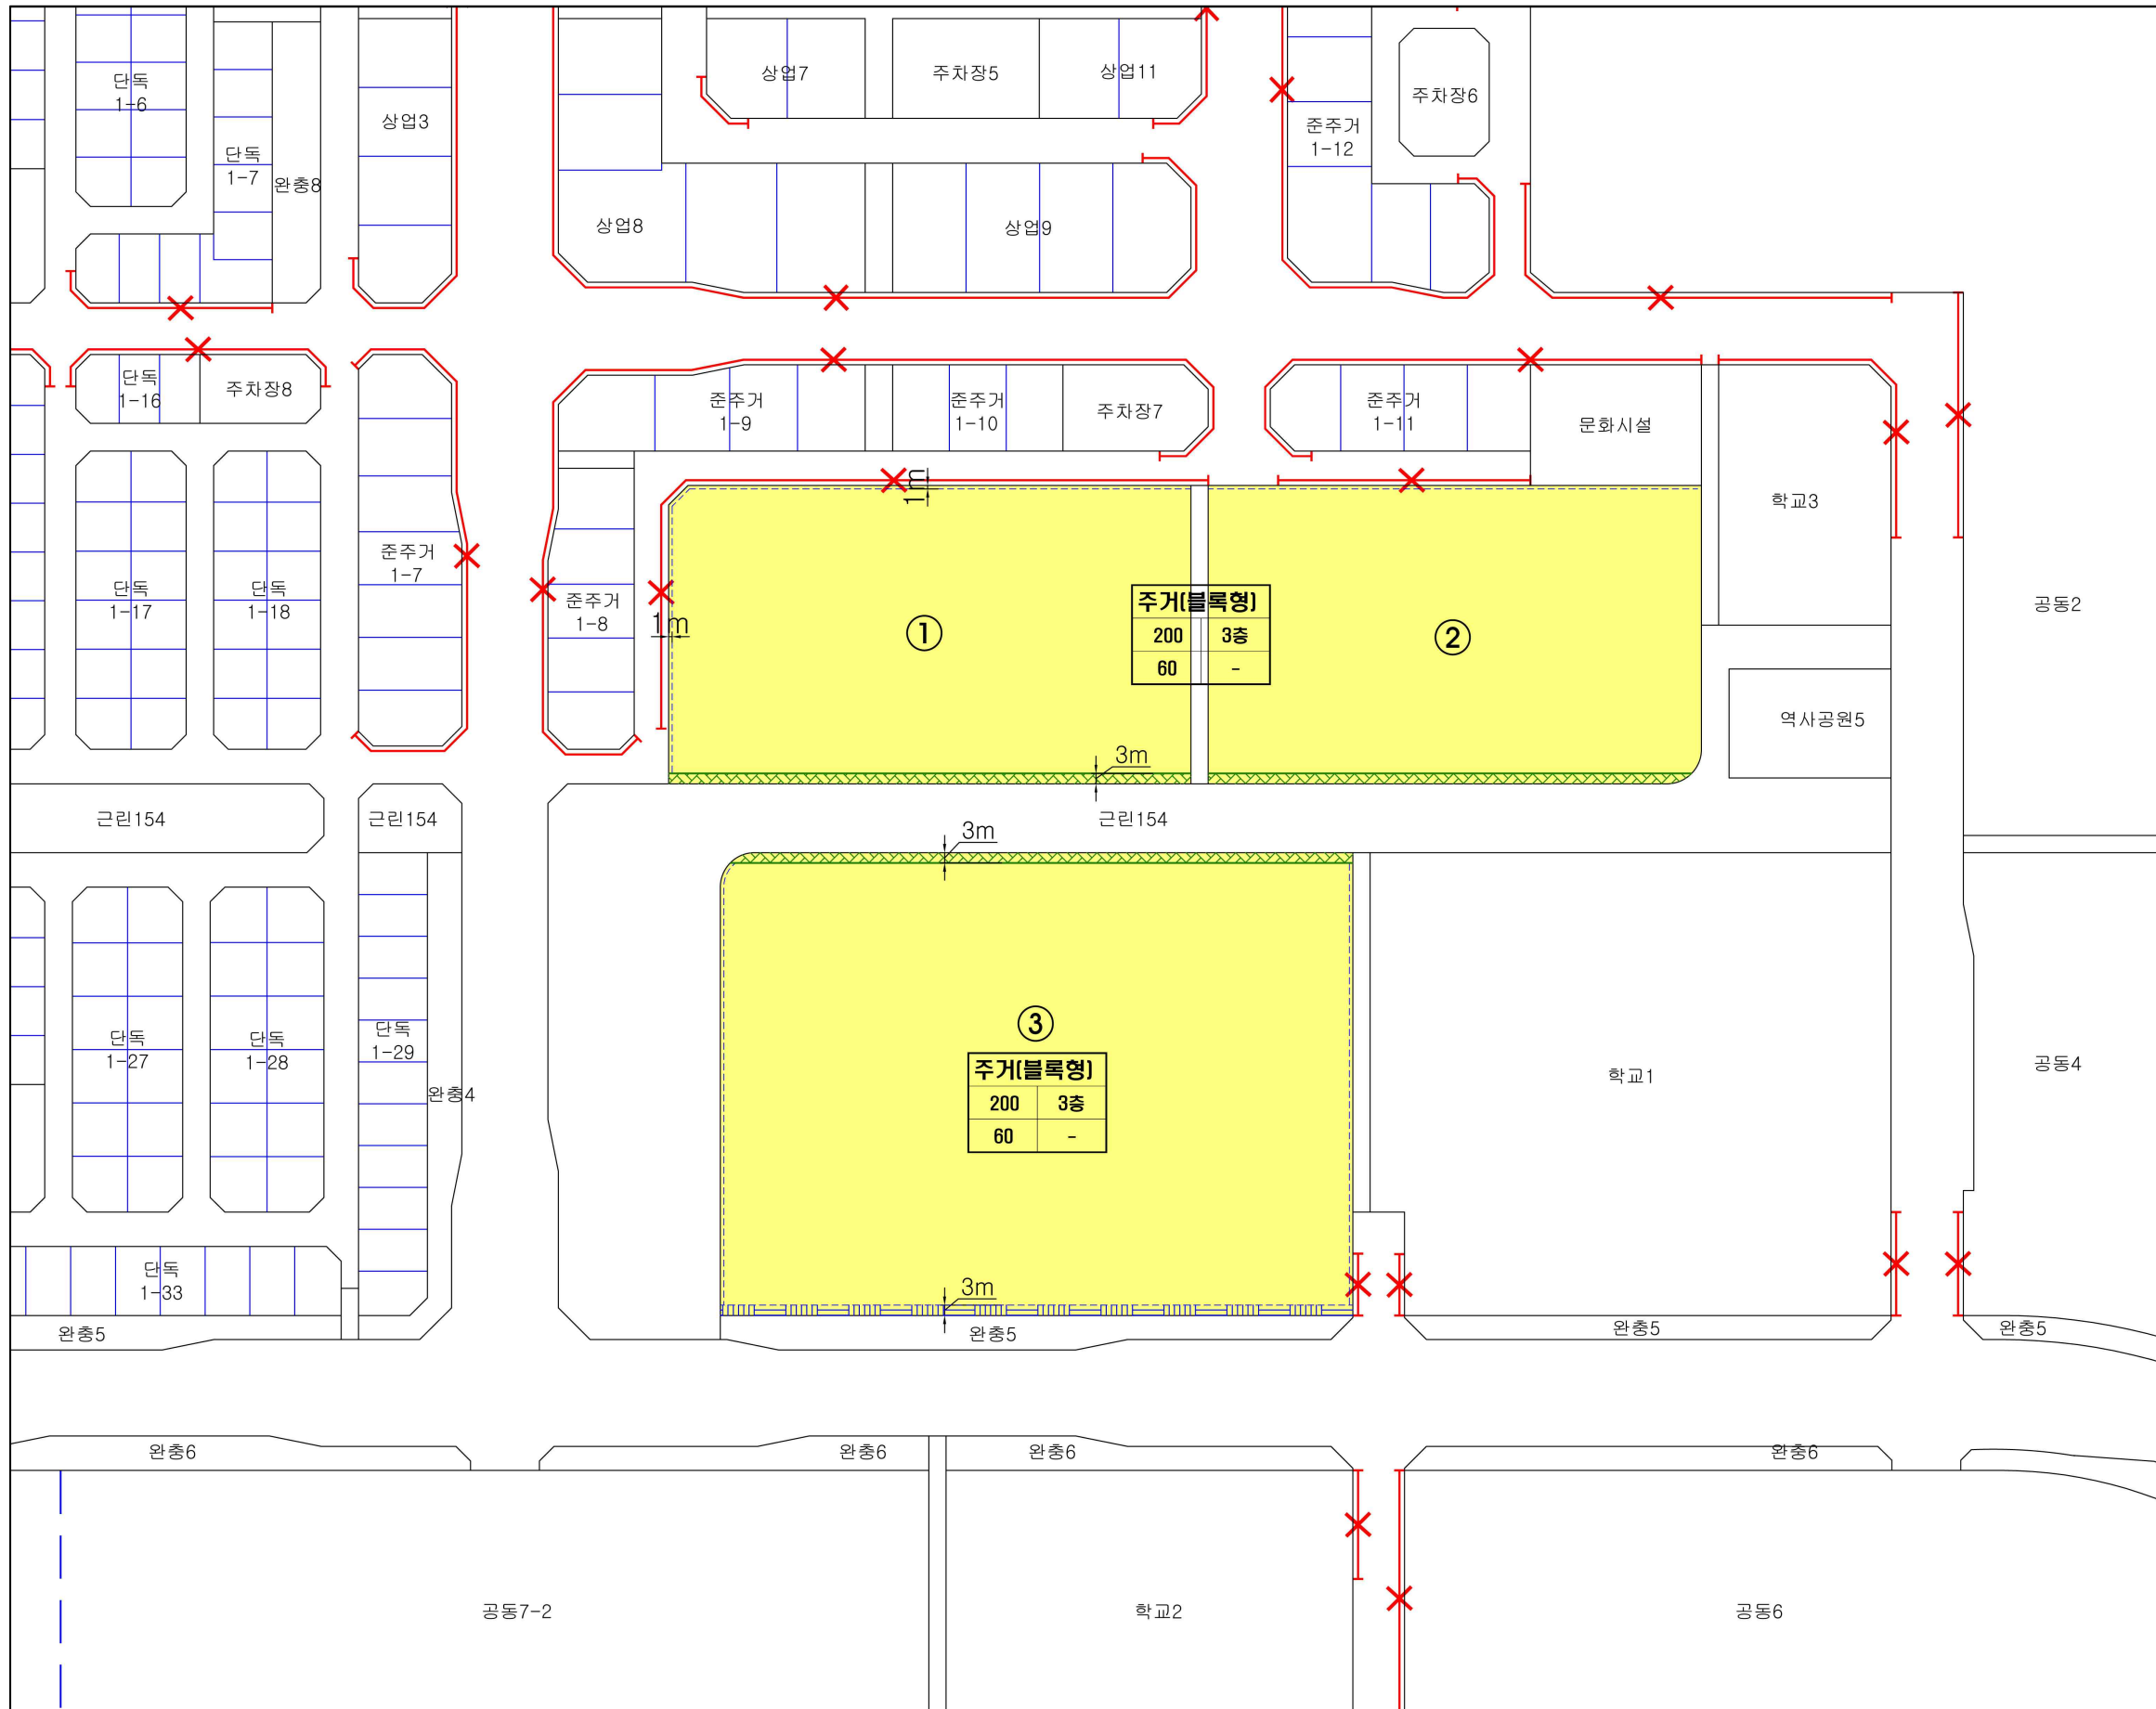 단독
1-6
단독
1-7
완충8
상업3
상업7
주차장5
상업11
주차장6
준주거
1-12
상업8
상업9
단독
1-16
주차장8
준주거
1-9
준주거
1-10
주차장7
준주거
1-11
문화시설
학교3
1m
단독
1-17
단독
1-18
준주거
1-7
준주거
1-8
1m
①
주거(블록형)
200 3층
60 -
②
공동2
역사공원5
3m
근린154
근린154
근린154
3m
단독
1-27
단독
1-28
단독
1-29
완충4
③
주거(블록형)
200 3층
60 -
학교1
공동4
단독
1-33
3m
완충5
완충5
완충5
완충5
완충6
완충6
완충6
완충6
공동7-2
학교2
공동6